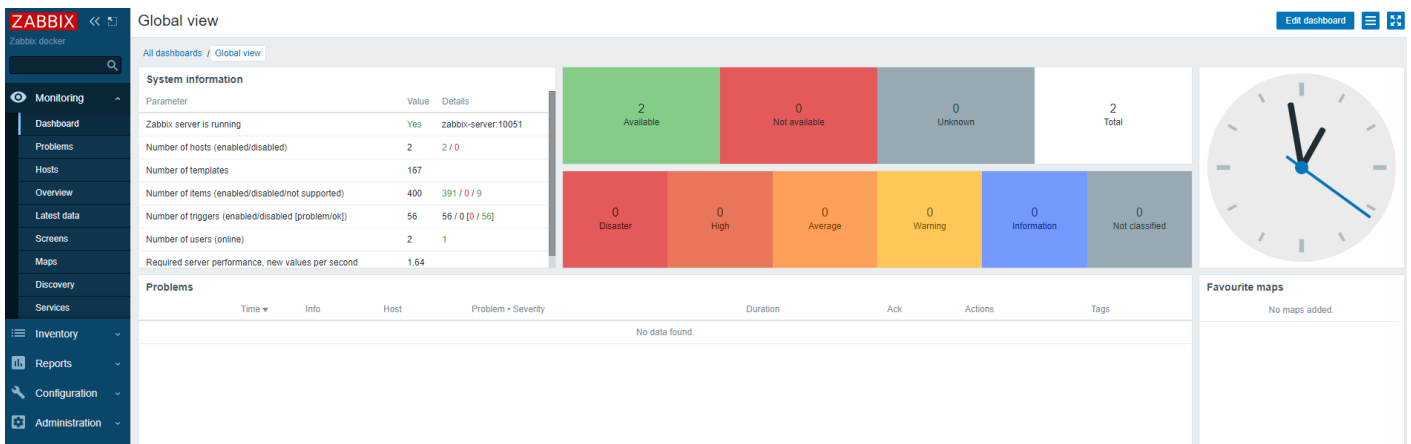 ZABBIX
Zabbix docker
Monitoring
Dashboard
Problems
Hosts
Overview
Latest data
Screens
Maps
Discovery
Services
Inventory
Reports
Configuration
Administration
Global view
Edit dashboard
All dashboards / Global view
System information
Parameter Value Details
Zabbix server is running Yes zabbix-server:10051
Number of hosts (enabled/disabled) 2 2 / 0
Number of templates 167
Number of items (enabled/disabled/not supported) 400 391 / 0 / 9
Number of triggers (enabled/disabled [problem/ok]) 56 56 / 0 [0 / 56]
Number of users (online) 2 1
Required server performance, new values per second 1.64
2 0 0 2
Available Not available Unknown Total
0 0 0 0 0 0
Disaster High Average Warning Information Not classified
Problems
Time Info Host Problem • Severity Duration Ack Actions Tags
No data found.
Favourite maps
No maps added.